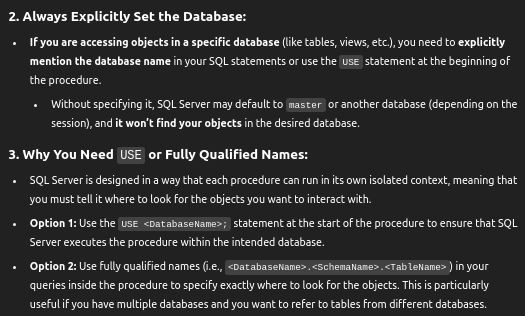 2. Always Explicitly Set the Database:
• If you are accessing objects in a specific database (like tables, views, etc.), you need to explicitly
mention the database name in your SQL statements or use the USE statement at the beginning of
the procedure.
• Without specifying it, SQL Server may default to master or another database (depending on the
session), and it won't find your objects in the desired database.
3. Why You Need USE or Fully Qualified Names:
• SQL Server is designed in a way that each procedure can run in its own isolated context, meaning that
you must tell it where to look for the objects you want to interact with.
• Option 1: Use the USE <DatabaseName>; statement at the start of the procedure to ensure that SQL
Server executes the procedure within the intended database.
• Option 2: Use fully qualified names (i.e., <DatabaseName>.<SchemaName>.<TableName>) in your
queries inside the procedure to specify exactly where to look for the objects. This is particularly
useful if you have multiple databases and you want to refer to tables from different databases.